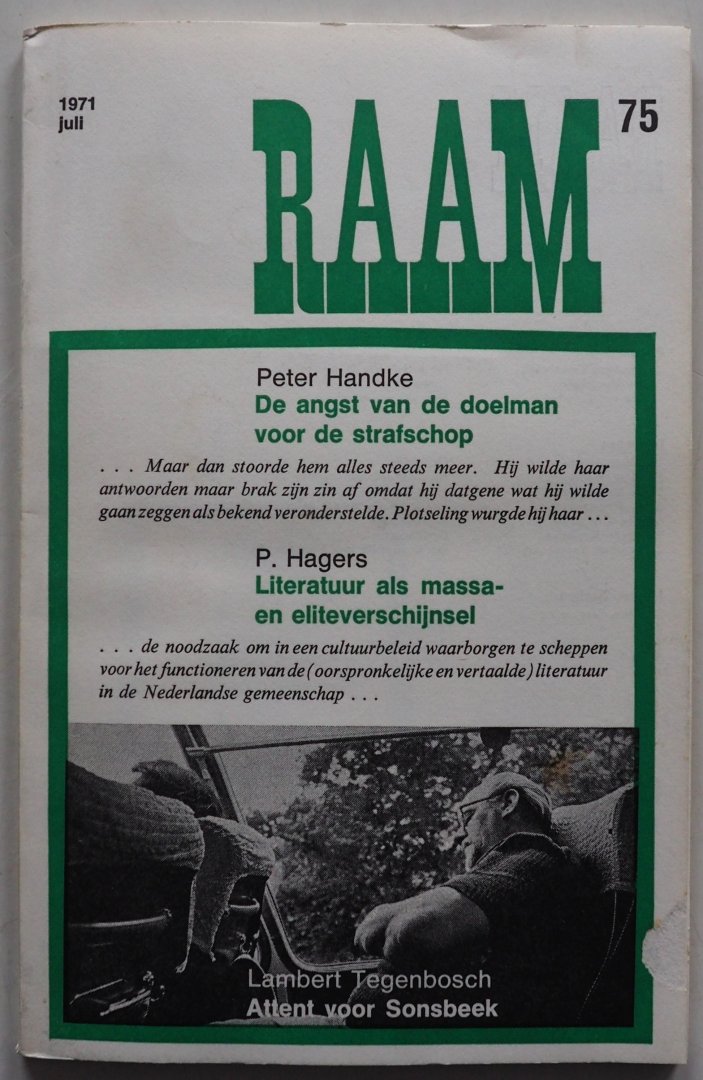 1971
juli
RAAM
75
Peter Handke
De angst van de doelman
voor de strafschop
. . . Maar dan stoorde hem alles steeds meer. Hij wilde haar
antwoorden maar brak zijn zin af omdat hij datgene wat hij wilde
gaan zeggen als bekend veronderstelde. Plotseling wurgde hij haar . . .
P. Hagers
Literatuur als massa-
en eliteverschijnsel
. . . de noodzaak om in een cultuurbeleid waarborgen te scheppen
voor het functioneren van de (oorspronkelijke en vertaalde) literatuur
in de Nederlandse gemeenschap . . .
Lambert Tegenbosch
Attent voor Sonsbeek